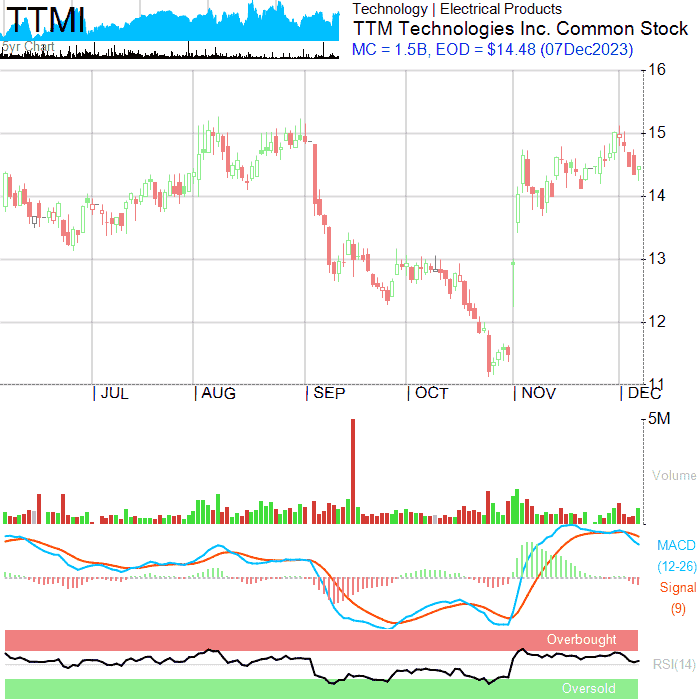 TTMI
5yr Chart
Technology | Electrical Products
TTM Technologies Inc. Common Stock
MC = 1.5B, EOD = $14.48 (07Dec2023)
16
15
14
13
12
11
JUL AUG SEP OCT NOV DEC
5M
Volume
MACD
(12-26)
Signal
(9)
Overbought
RSI(14)
Oversold